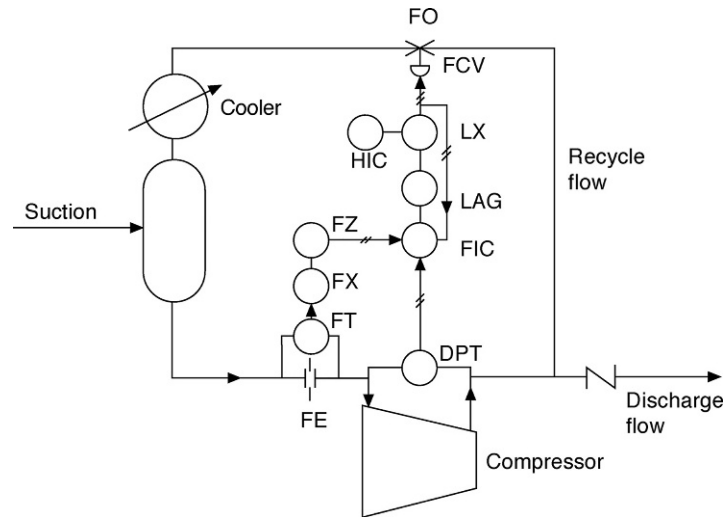 FO
FCV
Cooler
LX
HIC
Recycle
flow
LAG
Suction
FZ
FIC
FX
FT
DPT
FE
Discharge
flow
Compressor